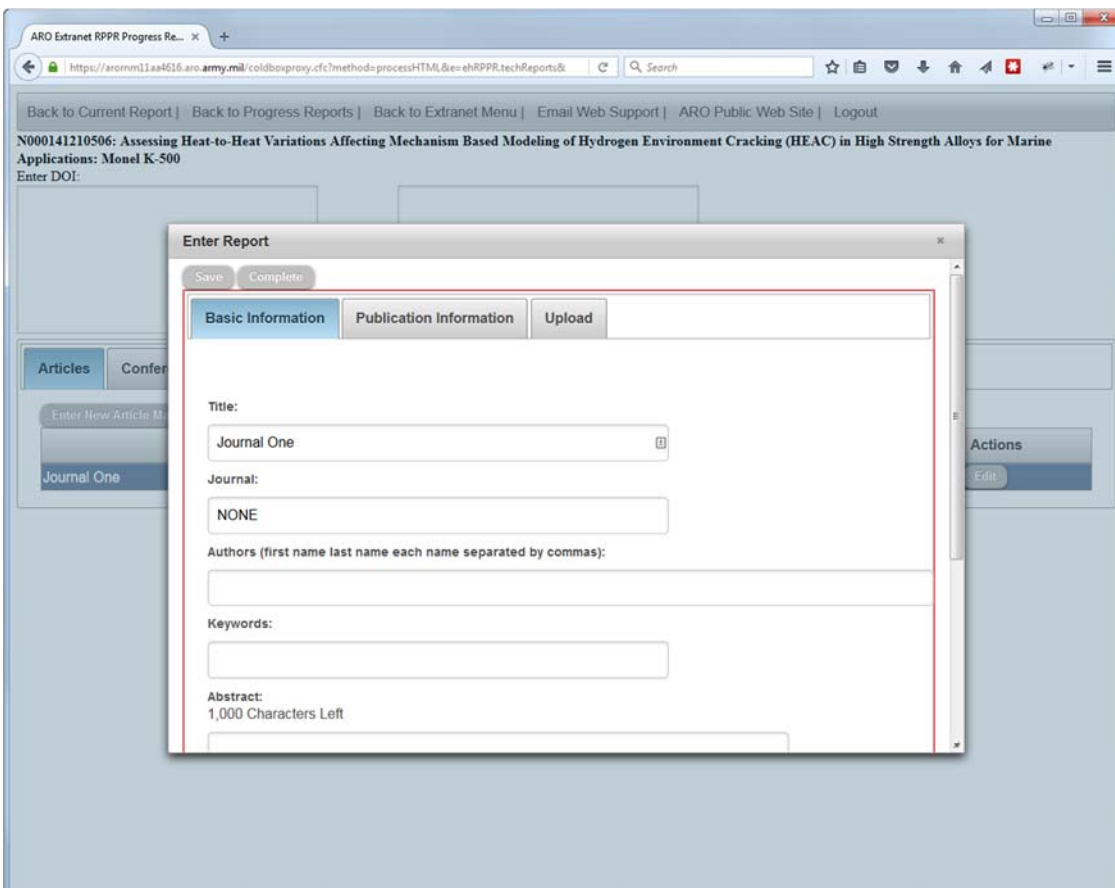 ARO Extranet RPPR Progress Re...
https://aromm11aa4616.aro.army.mil/coldboxproxy.cfc?method=processHTML&e=ehRPPR.techReports&
Search
Back to Current Report | Back to Progress Reports | Back to Extranet Menu | Email Web Support | ARO Public Web Site | Logout
N000141210506: Assessing Heat-to-Heat Variations Affecting Mechanism Based Modeling of Hydrogen Environment Cracking (HEAC) in High Strength Alloys for Marine
Applications: Monel K-500
Enter DOI:
Enter Report
Save Complete
Basic Information Publication Information Upload
Articles Confer
Title:
Enter New Article Ma
Journal One
Actions
Journal One
Edit
Journal:
NONE
Authors (first name last name each name separated by commas):
Keywords:
Abstract:
1,000 Characters Left